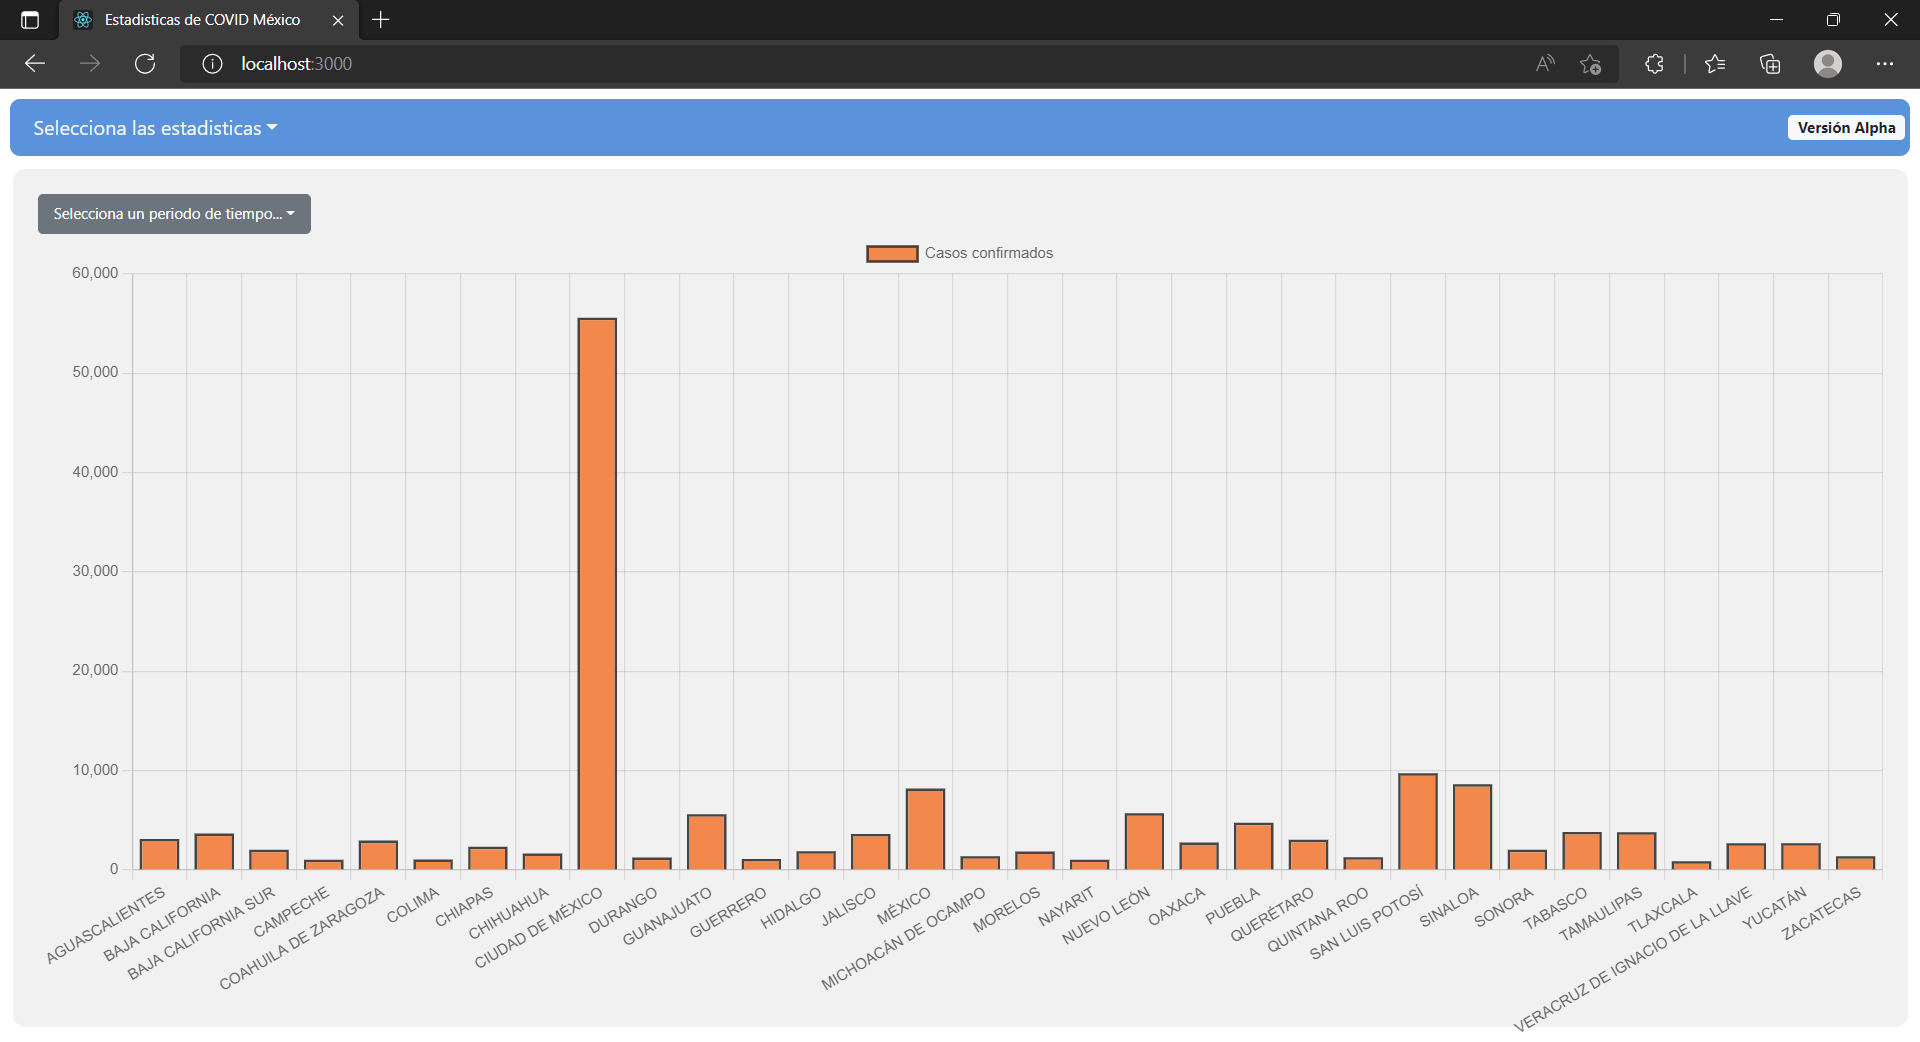 Estadisticas de COVID México
localhost:3000
Selecciona las estadisticas
Versión Alpha
Selecciona un periodo de tiempo...
Casos confirmados
60,000
50,000
40,000
30,000
20,000
10,000
0
AGUASCALIENTES
BAJA CALIFORNIA
BAJA CALIFORNIA SUR
CAMPECHE
COAHUILA DE ZARAGOZA
COLIMA
CHIAPAS
CHIHUAHUA
CIUDAD DE MÉXICO
DURANGO
GUANAJUATO
GUERRERO
HIDALGO
JALISCO
MÉXICO
MICHOACÁN DE OCAMPO
MORELOS
NAYARIT
NUEVO LEÓN
OAXACA
PUEBLA
QUERÉTARO
QUINTANA ROO
SAN LUIS POTOSÍ
SINALOA
SONORA
TABASCO
TAMAULIPAS
TLAXCALA
VERACRUZ DE IGNACIO DE LA LLAVE
YUCATÁN
ZACATECAS